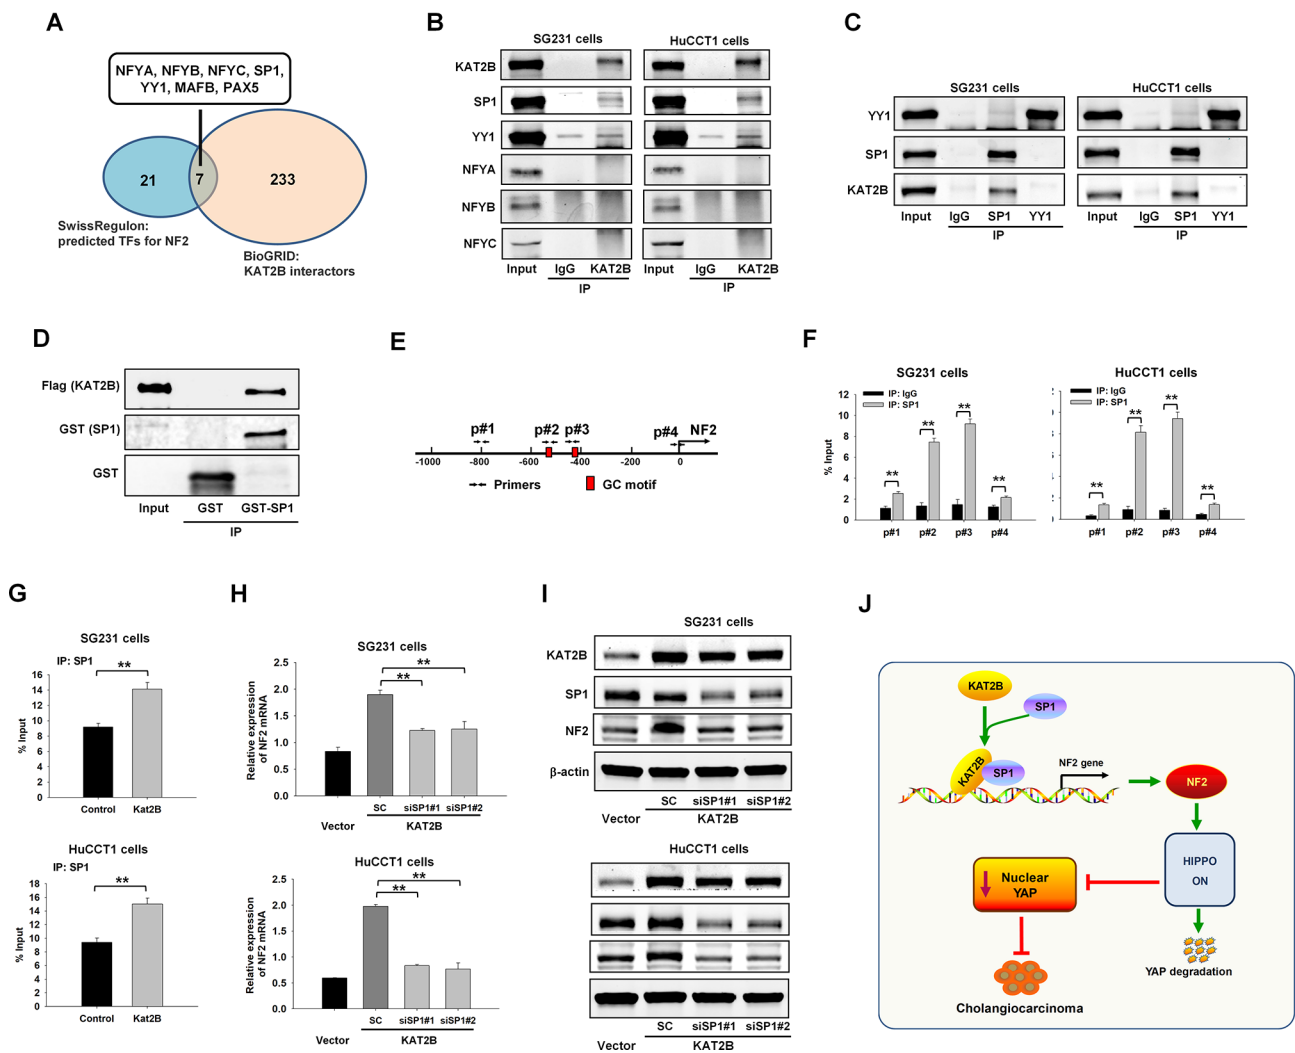 A
NFYA, NFYB, NFYC, SP1,
YY1, MAFB, PAX5
21
7
233
SwissRegulon:
predicted TFs for NF2
BioGRID:
KAT2B interactors
B
SG231 cells
HuCCT1 cells
KAT2B
SP1
YY1
NFYA
NFYB
NFYC
Input
IgG
KAT2B
Input
IgG
KAT2B
IP
IP
C
SG231 cells
HuCCT1 cells
YY1
SP1
KAT2B
Input
IgG
SP1
YY1
Input
IgG
SP1
YY1
IP
IP
D
Flag (KAT2B)
GST (SP1)
GST
Input
GST
GST-SP1
IP
E
p#1
p#2
p#3
p#4
NF2
-1000
-800
-600
-400
-200
0
Primers
GC motif
F
SG231 cells
IP: IgG
IP: SP1
% Input
12
10
8
6
4
2
0
**
**
**
**
p#1
p#2
p#3
p#4
HuCCT1 cells
IP: IgG
IP: SP1
**
**
**
**
p#1
p#2
p#3
p#4
G
SG231 cells
IP: SP1
**
% Input
16
14
12
10
8
6
4
2
0
Control
Kat2B
HuCCT1 cells
IP: SP1
**
% Input
18
16
14
12
10
8
6
4
2
0
Control
Kat2B
H
SG231 cells
Relative expression
of NF2 mRNA
2.5
2.0
1.5
1.0
0.5
0.0
**
**
SC
siSP1#1
siSP1#2
Vector
KAT2B
HuCCT1 cells
Relative expression
of NF2 mRNA
2.5
2.0
1.5
1.0
0.5
0.0
**
**
SC
siSP1#1
siSP1#2
Vector
KAT2B
I
SG231 cells
KAT2B
SP1
NF2
β-actin
SC
siSP1#1
siSP1#2
Vector
KAT2B
HuCCT1 cells
SC
siSP1#1
siSP1#2
Vector
KAT2B
J
KAT2B
SP1
KAT2B
SP1
NF2 gene
NF2
HIPPO
ON
Nuclear
YAP
YAP degradation
Cholangiocarcinoma